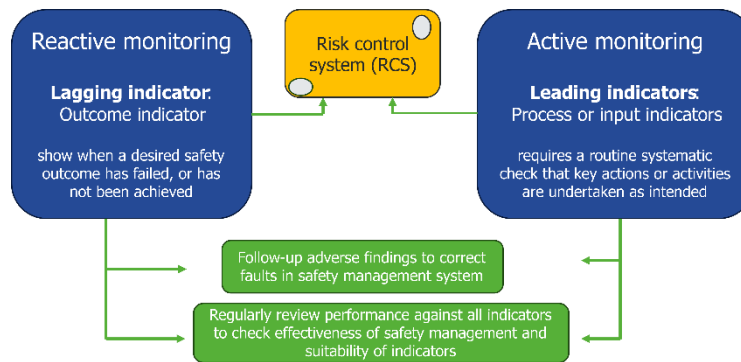 Reactive monitoring
Lagging indicator:
Outcome indicator
show when a desired safety
outcome has failed, or has
not been achieved
Risk control
system (RCS)
Active monitoring
Leading indicators:
Process or input indicators
requires a routine systematic
check that key actions or activities
are undertaken as intended
Follow-up adverse findings to correct
faults in safety management system
Regularly review performance against all indicators
to check effectiveness of safety management and
suitability of indicators